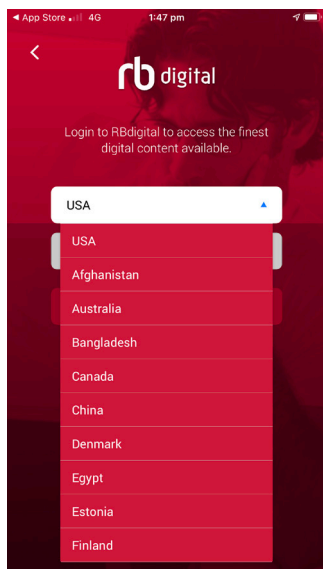 App Store 4G 1:47 pm
rb digital
Login to RBdigital to access the finest
digital content available.
USA
USA
Afghanistan
Australia
Bangladesh
Canada
China
Denmark
Egypt
Estonia
Finland